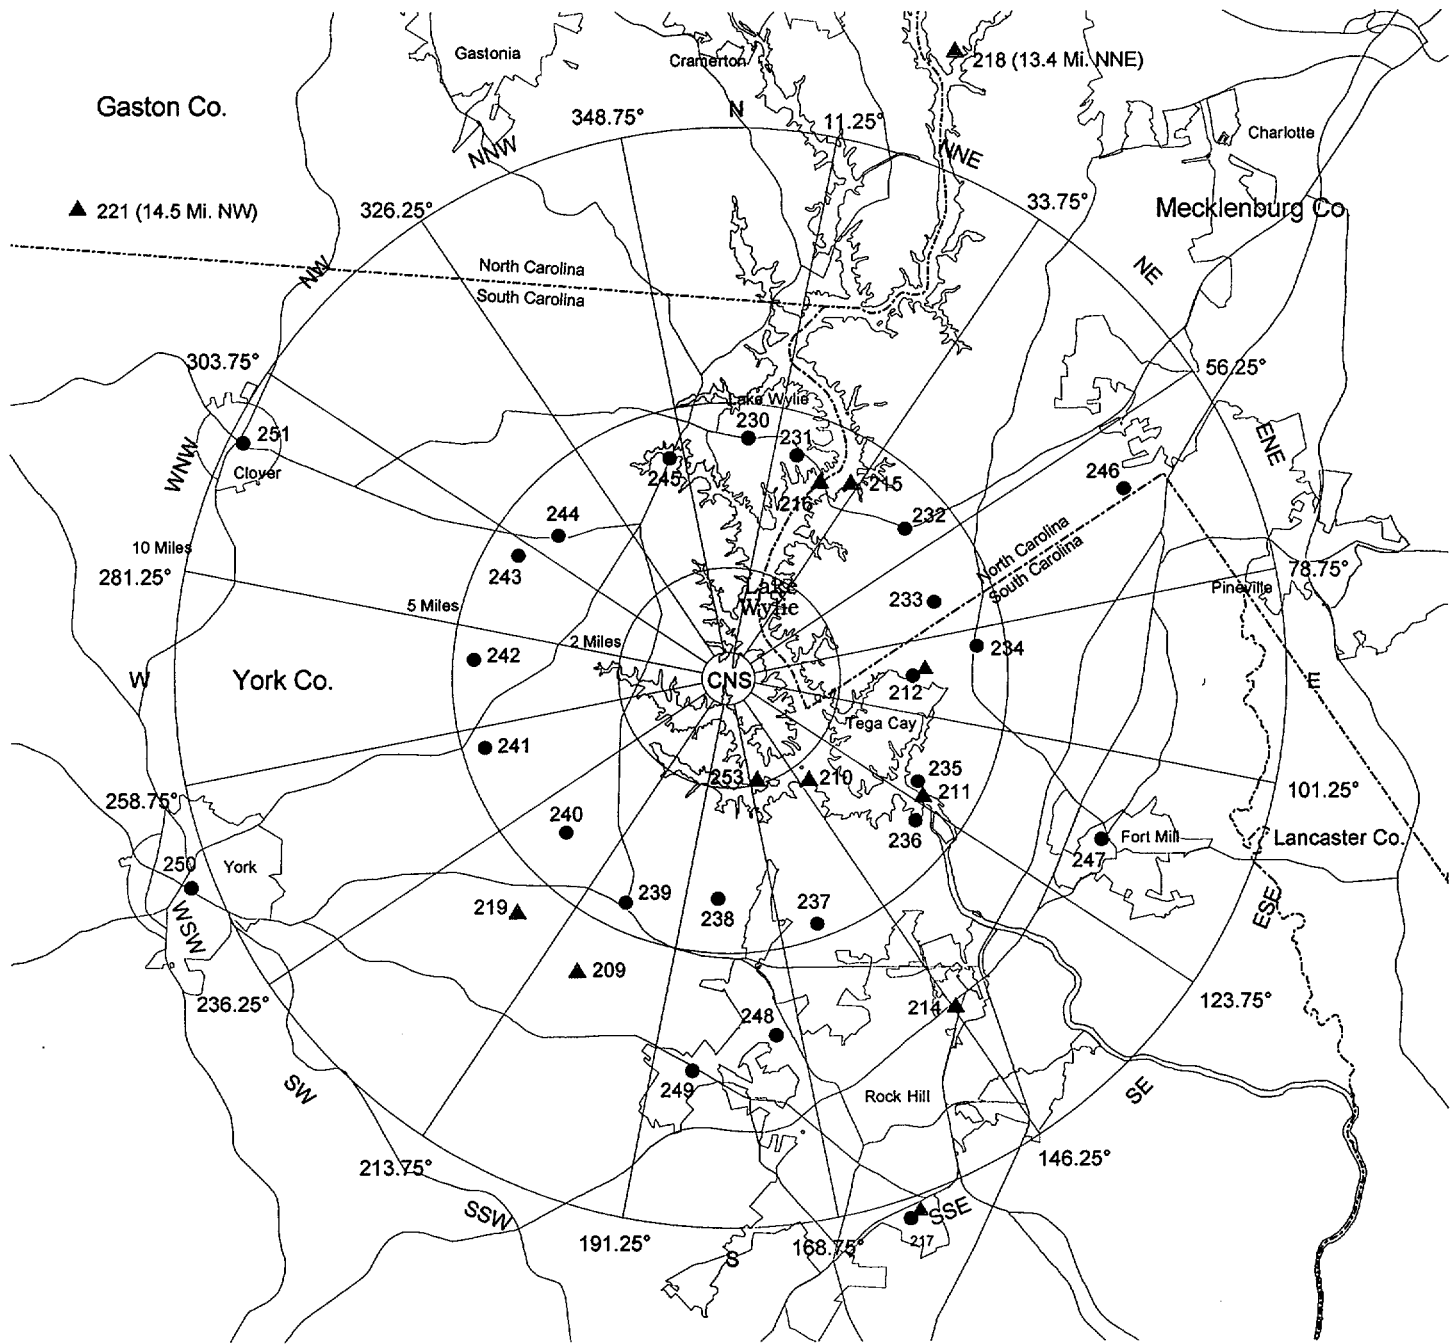 Gastonia
Cramerton
218 (13.4 Mi. NNE)
Gaston Co.
348.75°
N
11.25°
Charlotte
NNW
NNE
221 (14.5 Mi. NW)
326.25°
33.75°
Mecklenburg Co.
NW
North Carolina
South Carolina
NE
303.75°
56.25°
Lake Wylie
251
230
231
WNW
Clover
245
216
215
246
ENE
244
232
10 Miles
281.25°
243
North Carolina
South Carolina
78.75°
Pineville
5 Miles
Lake
Wylie
233
2 Miles
242
234
W
York Co.
CNS
212
E
Tega Cay
241
253
210
235
211
101.25°
258.75°
240
236
Fort Mill
Lancaster Co.
250
York
247
219
239
238
237
WSW
ESE
209
236.25°
214
123.75°
248
249
SW
Rock Hill
SE
213.75°
146.25°
SSW
SSE
191.25°
S
168.75°
217